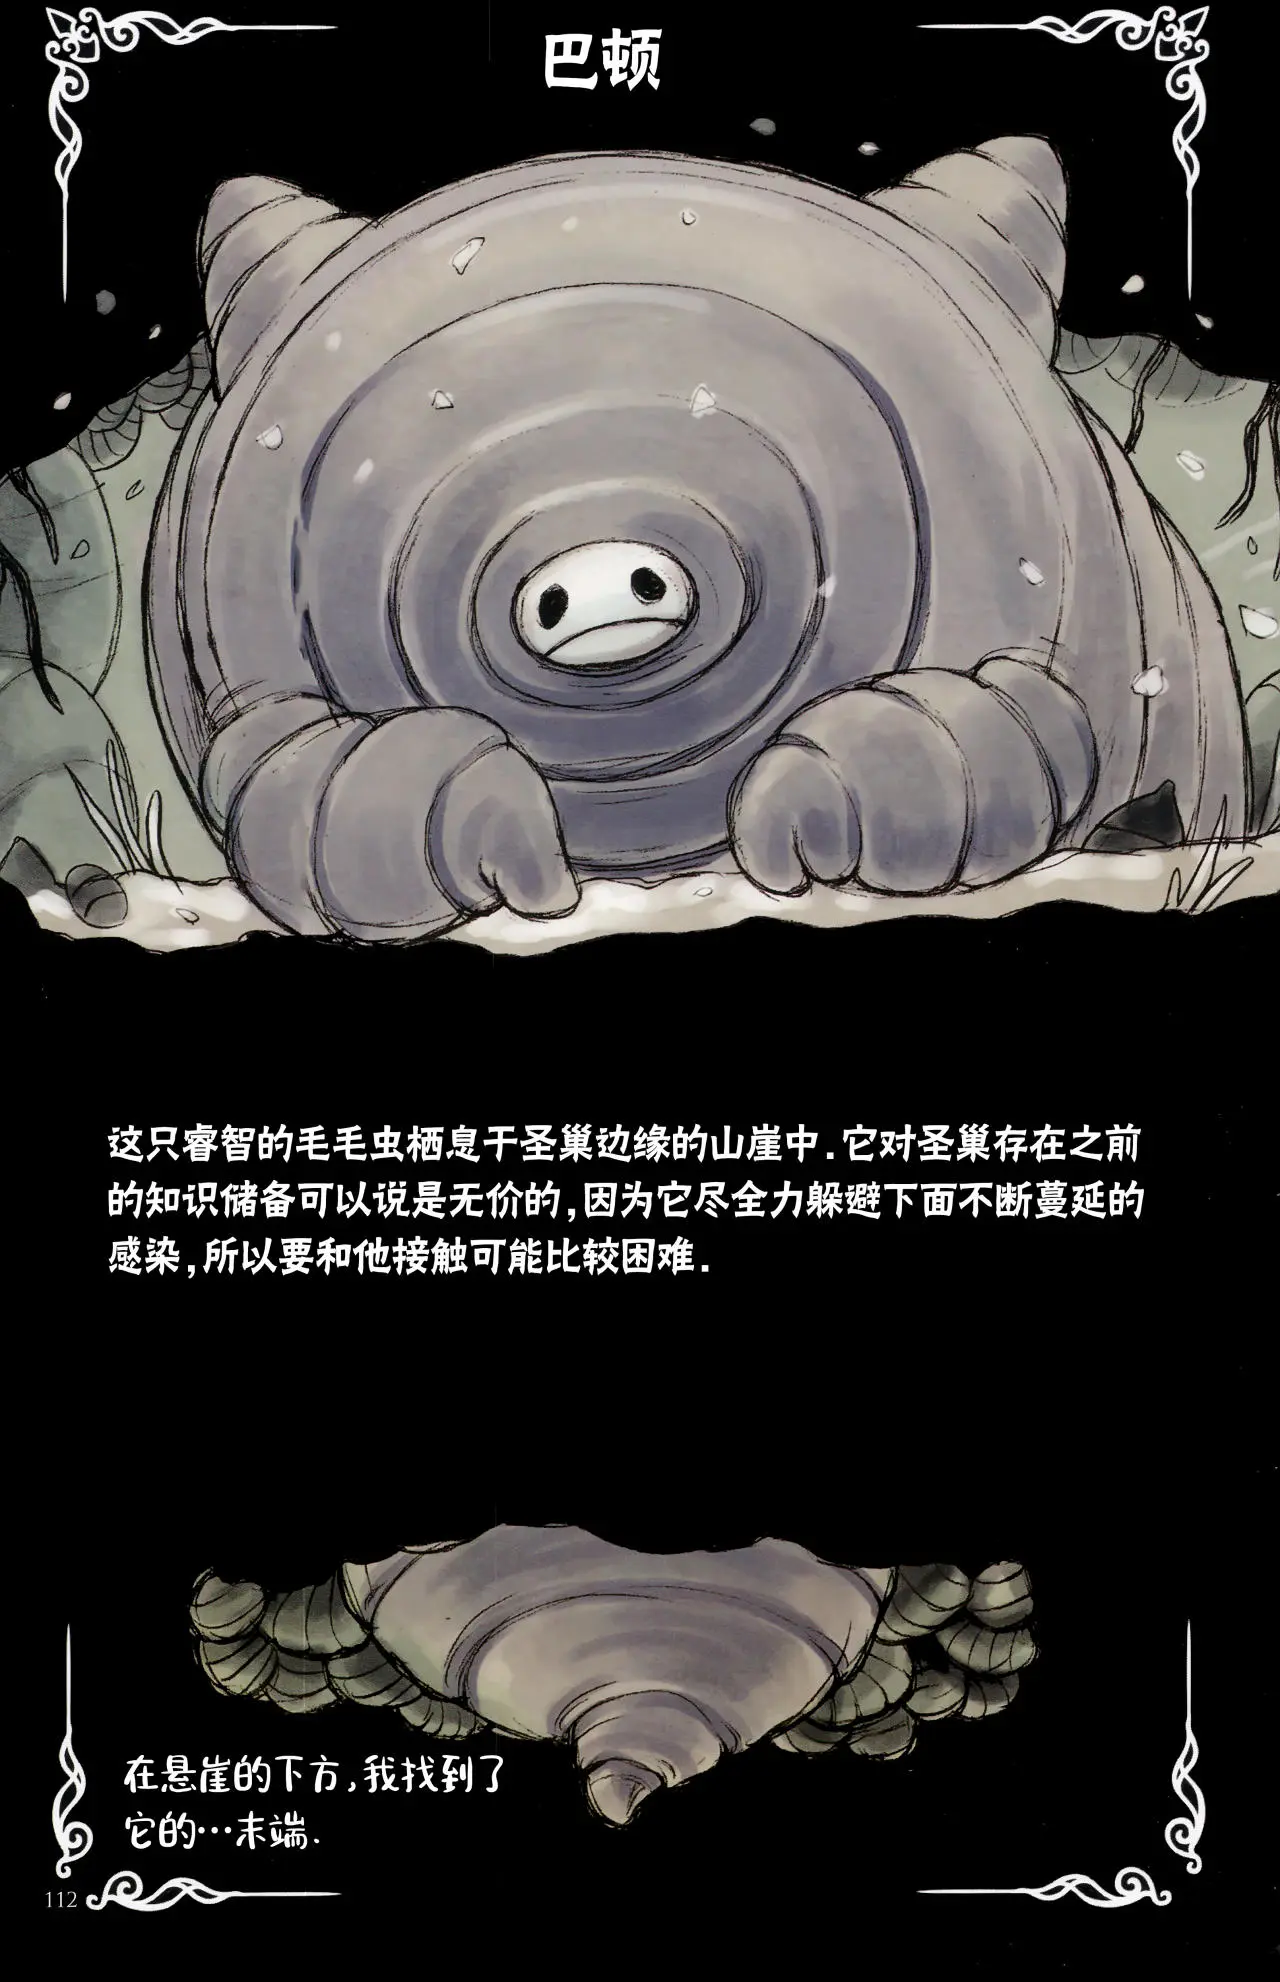 巴顿
这只睿智的毛毛虫栖息于圣巢边缘的山崖中.它对圣巢存在之前
的知识储备可以说是无价的,因为它尽全力躲避下面不断蔓延的
感染,所以要和他接触可能比较困难.
在悬崖的下方,我找到了
它的…末端.
112